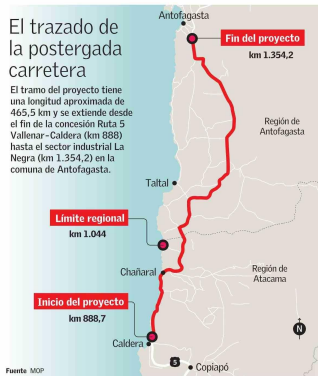 El trazado de
la postergada
carretera
El tramo del proyecto tiene
una longitud aproximada de
465,5 km y se extiende desde
el fin de la concesión Ruta 5
Vallenar-Caldera (km 888)
hasta el sector industrial La
Negra (km 1.354,2) en la
comuna de Antofagasta.
Antofagasta
Fin del proyecto
km 1.354,2
Región de
Antofagasta
Taltal
Límite regional
km 1.044
Chañaral
Región de
Atacama
Inicio del proyecto
km 888,7
N
Caldera
5
Copiapó
Fuente MOP